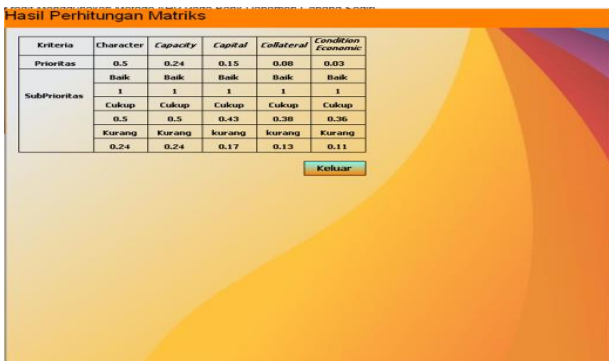 Hasil Perhitungan Matriks
Kriteria Character Capacity Capital Collateral Condition Economic
Prioritas 0.5 0.24 0.15 0.08 0.03
SubPrioritas
Baik Baik Baik Baik Baik
1 1 1 1 1
Cukup Cukup Cukup Cukup Cukup
0.5 0.5 0.43 0.38 0.36
Kurang Kurang kurang kurang Kurang
0.24 0.24 0.17 0.13 0.11
Keluar